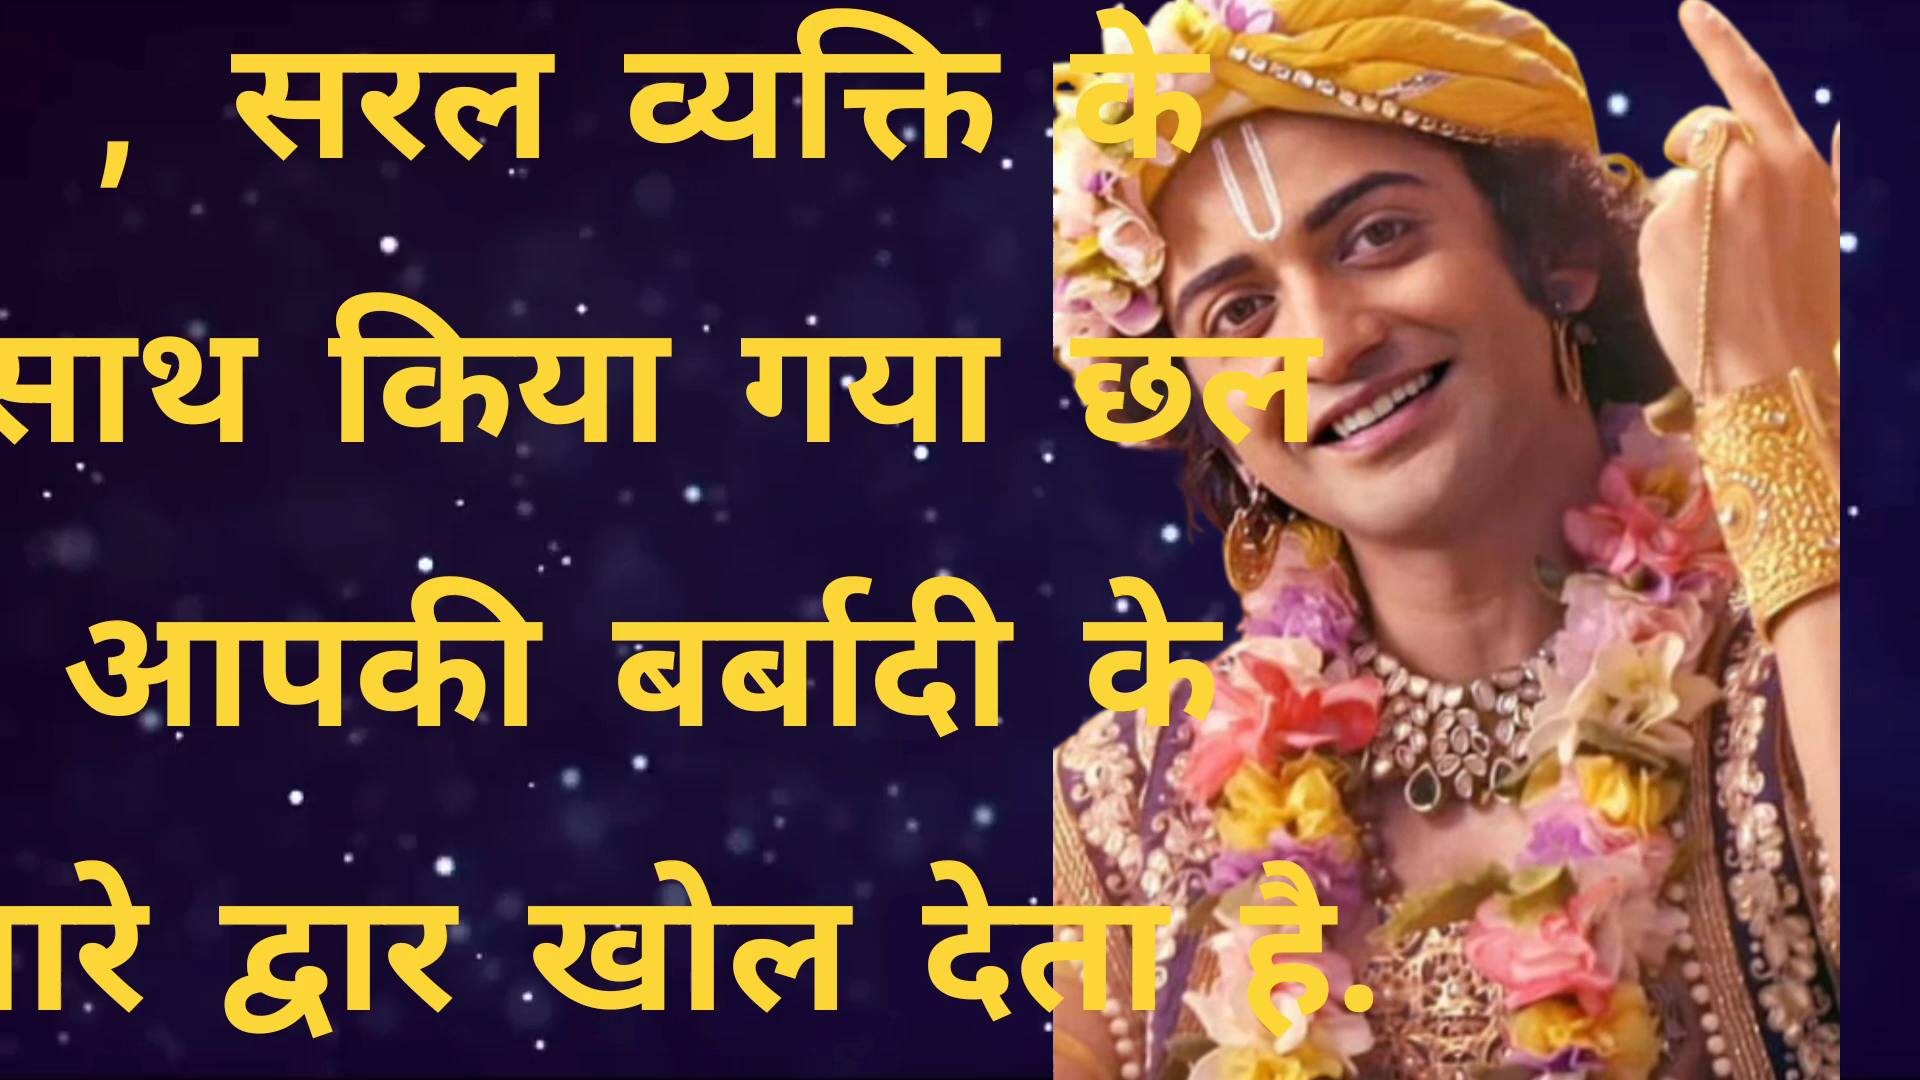 , सरल व्यक्ति के
साथ किया गया छल
आपकी बर्बादी के
द्वार खोल देता है.